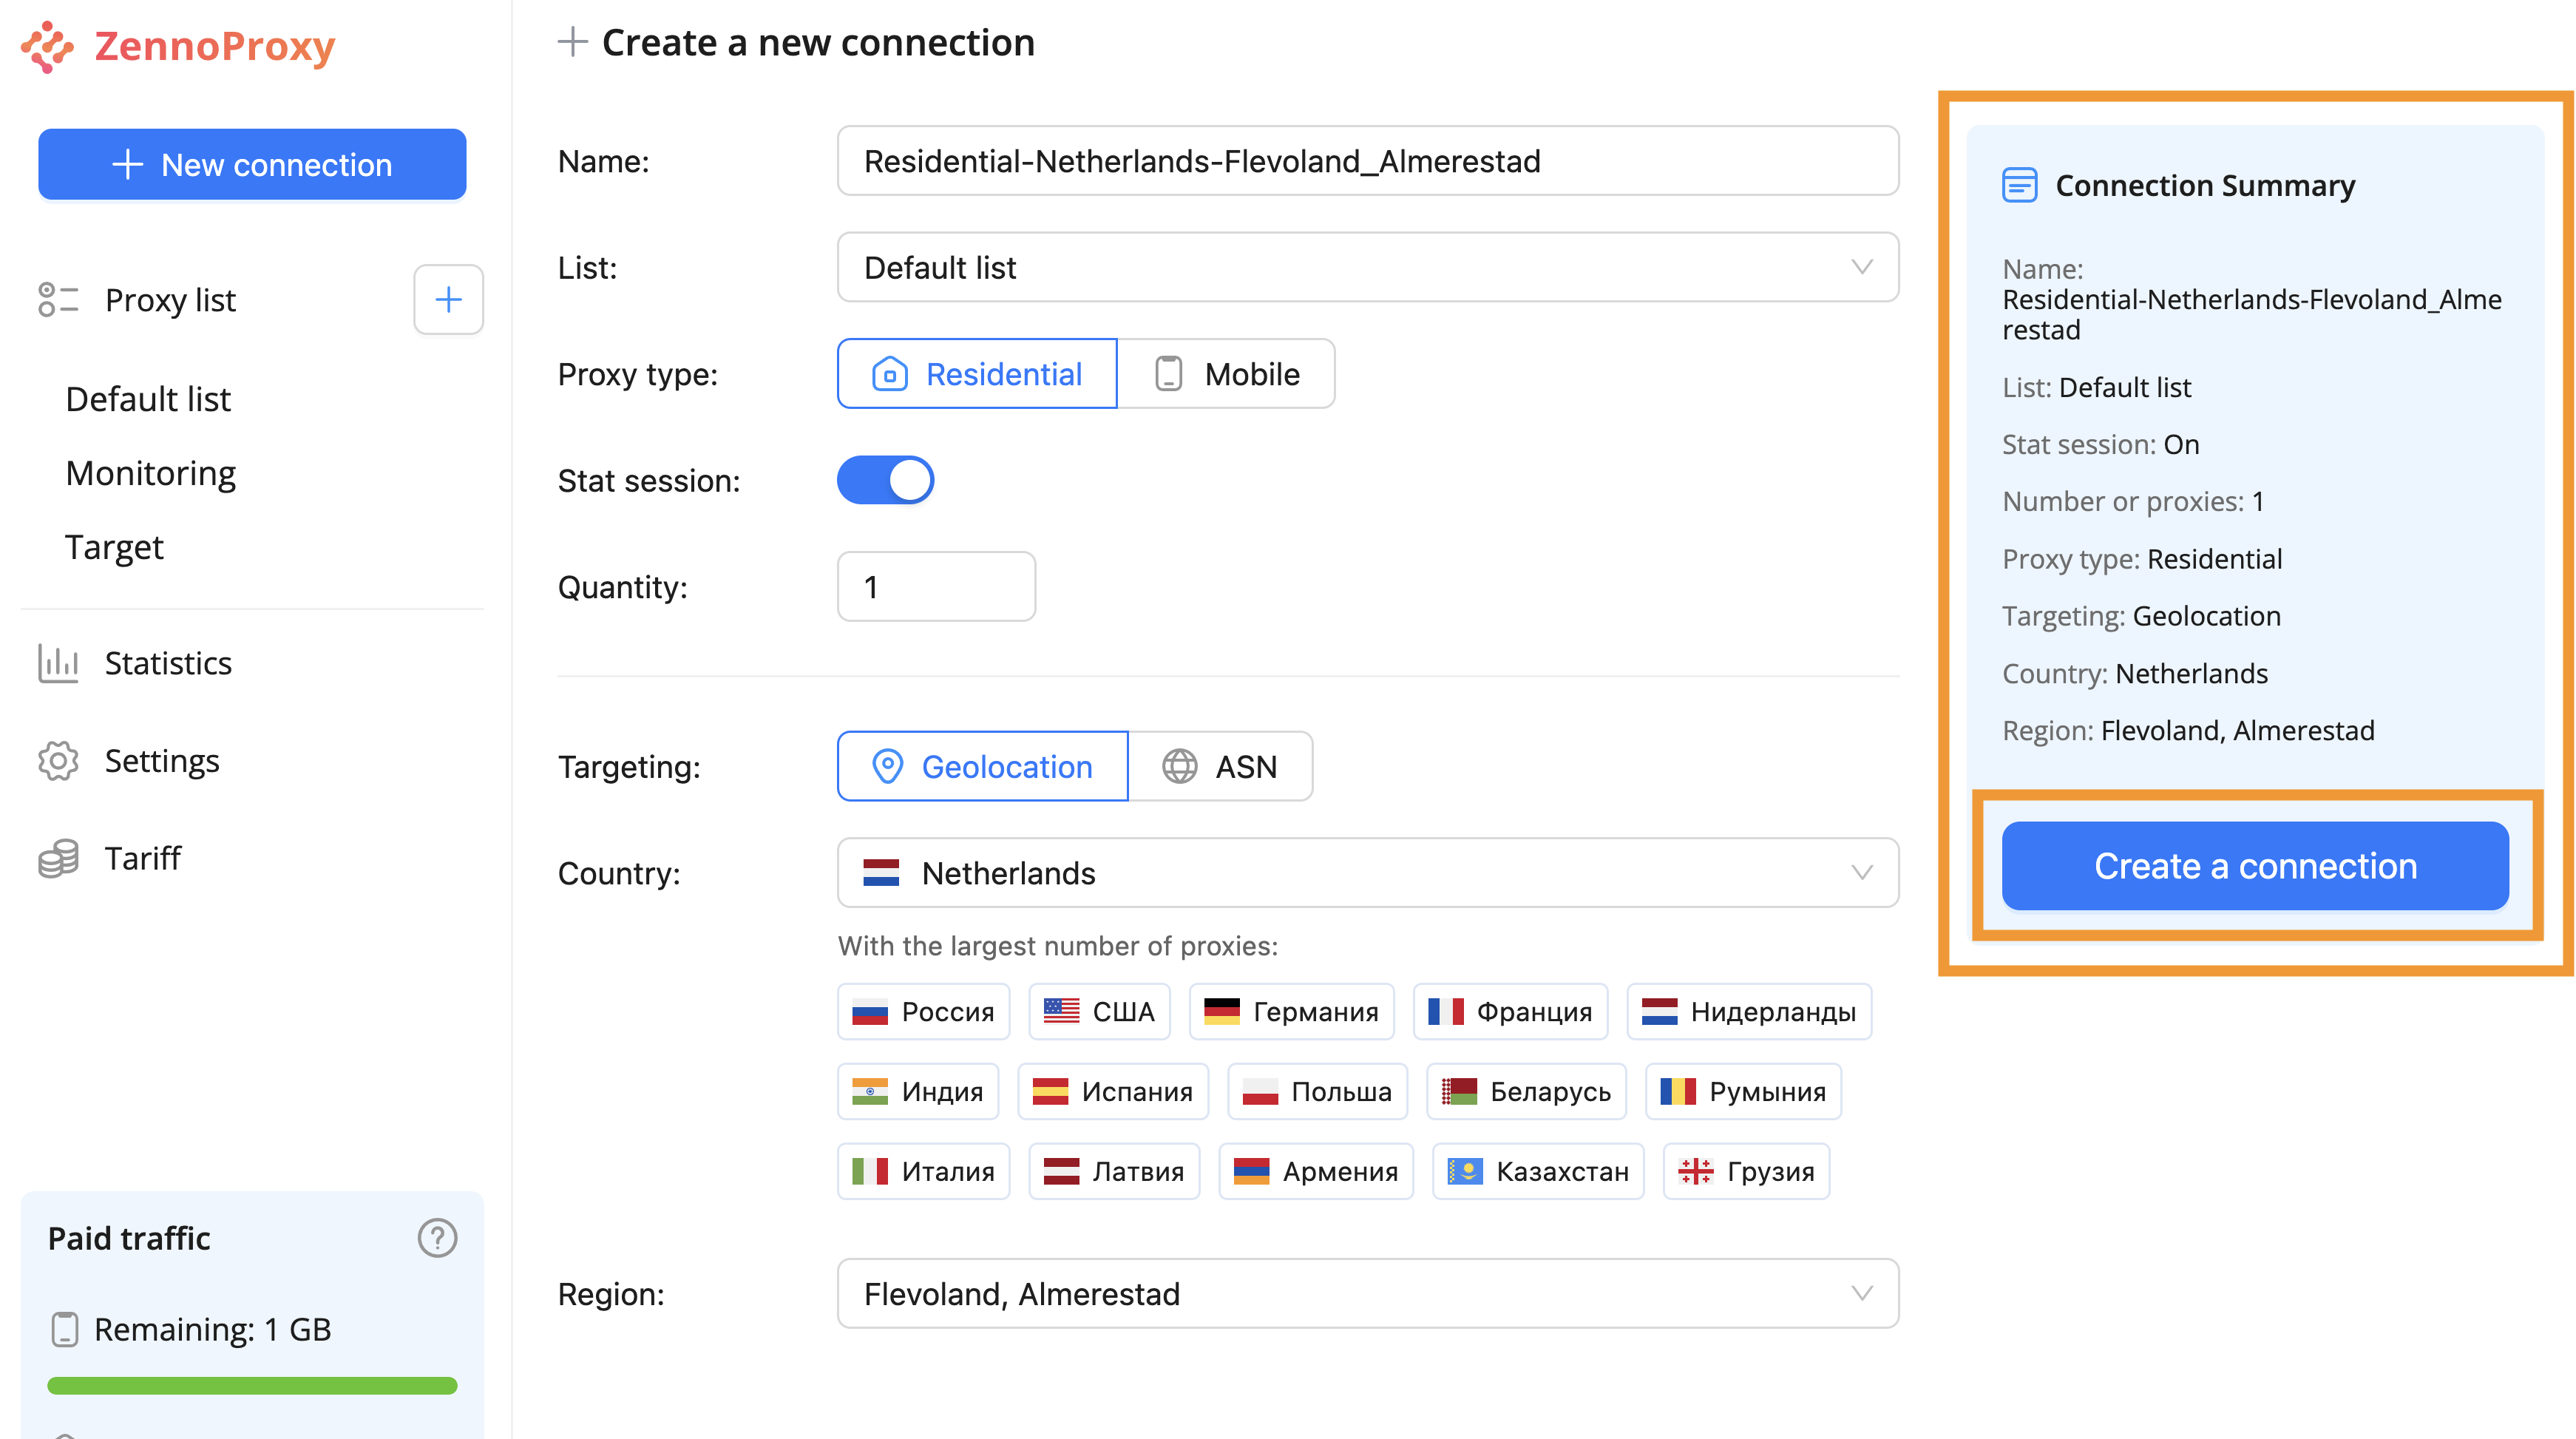 ZennoProxy
New connection
Proxy list
Default list
Monitoring
Target
Statistics
Settings
Tariff
Paid traffic
?
Remaining: 1 GB
Create a new connection
Name: Residential-Netherlands-Flevoland_Almerestad
List: Default list
Proxy type: Residential Mobile
Stat session:
Quantity: 1
Targeting: Geolocation ASN
Country: Netherlands
With the largest number of proxies:
Россия США Германия Франция Нидерланды
Индия Испания Польша Беларусь Румыния
Италия Латвия Армения Казахстан Грузия
Region: Flevoland, Almerestad
Connection Summary
Name:
Residential-Netherlands-Flevoland_Alme
restad
List: Default list
Stat session: On
Number or proxies: 1
Proxy type: Residential
Targeting: Geolocation
Country: Netherlands
Region: Flevoland, Almerestad
Create a connection